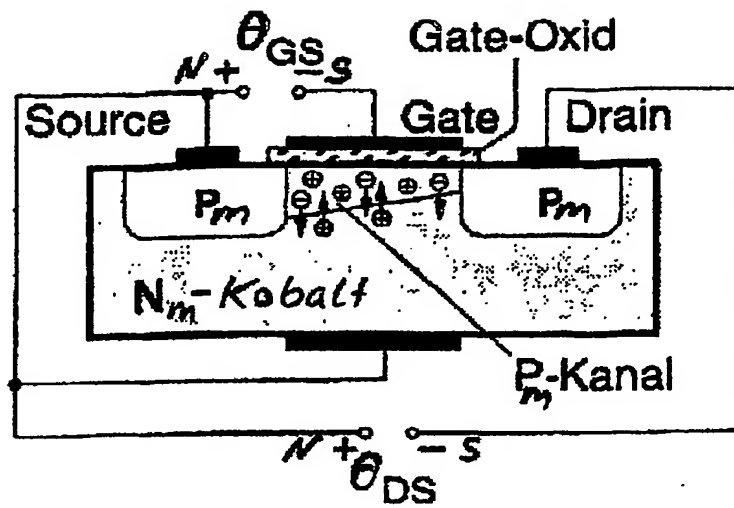 θGS
N + – S
Gate-Oxid
Source
Gate
Drain
Pm
Pm
Nm-Kobalt
Pm-Kanal
N + – S
θDS